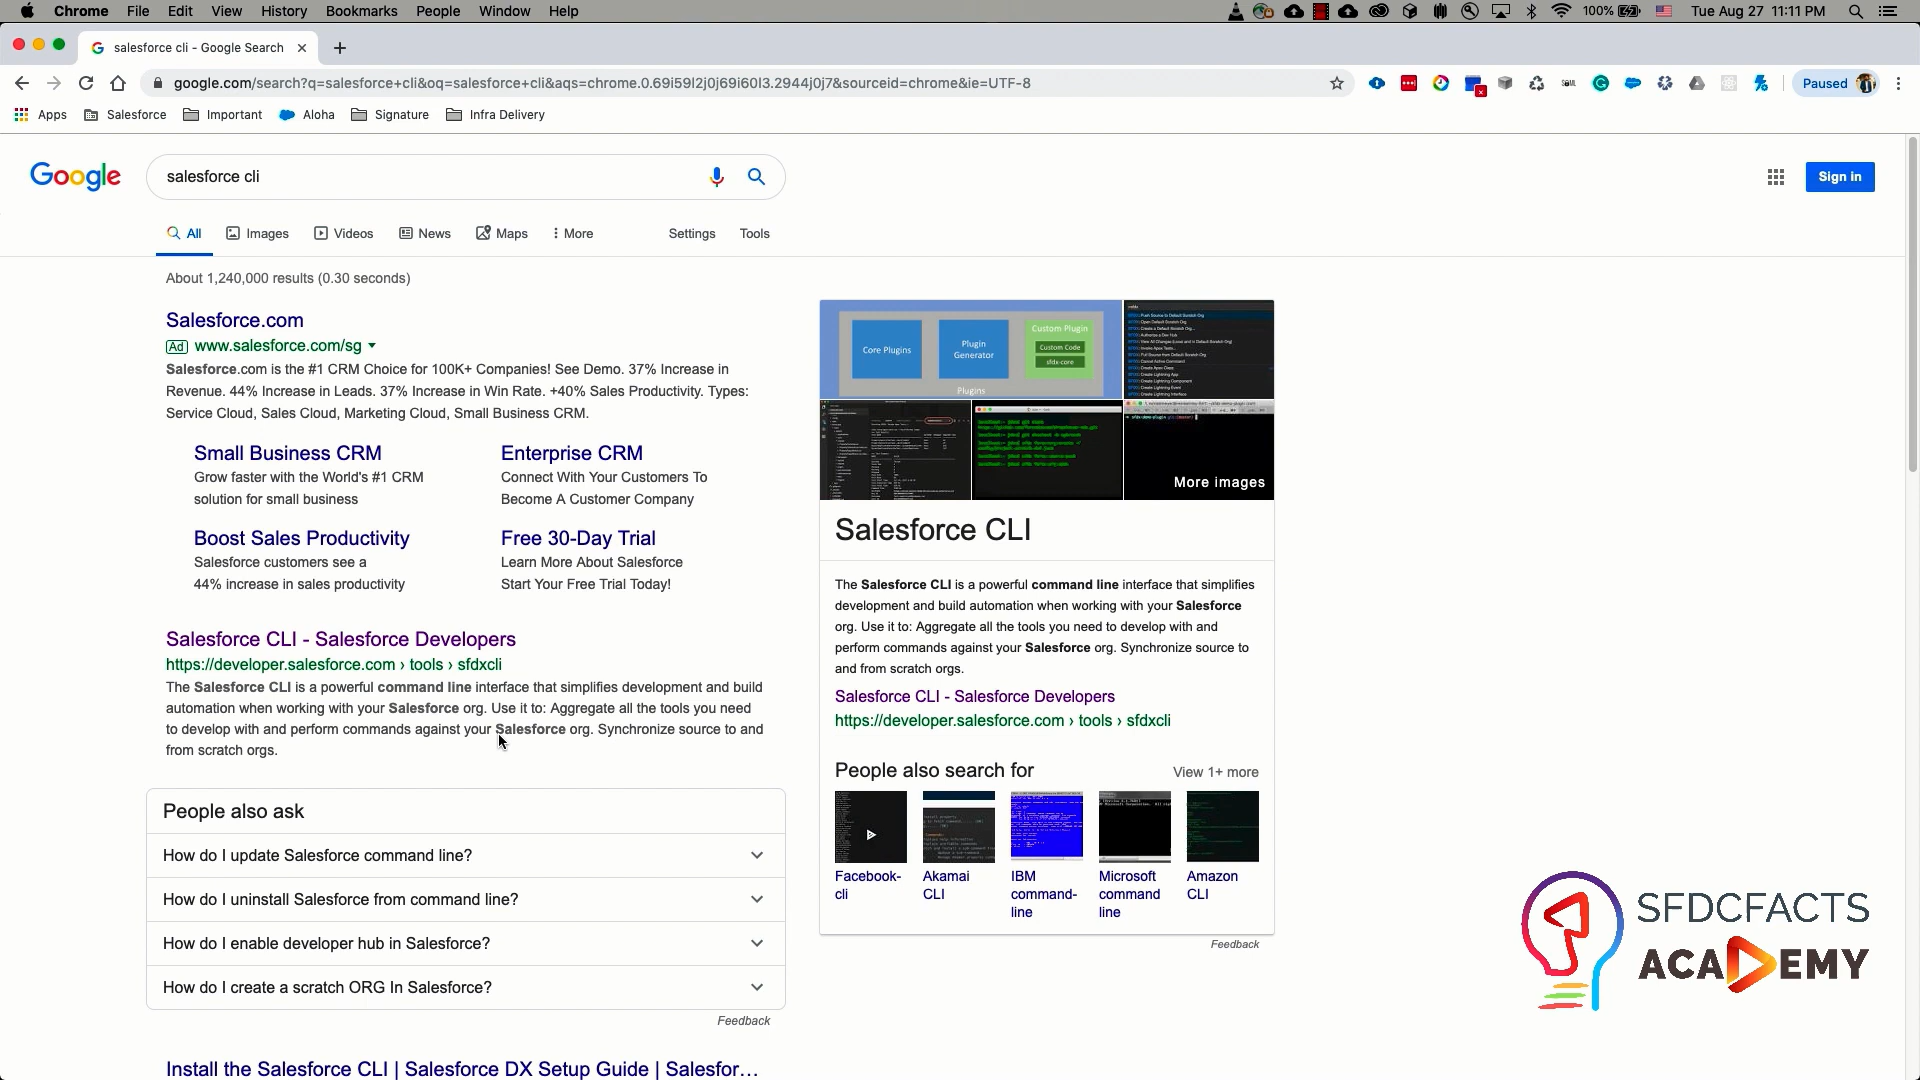 Chrome File Edit View History Bookmarks People Window Help 100% Tue Aug 27 11:11 PM
salesforce cli - Google Search
google.com/search?q=salesforce+cli&oq=salesforce+cli&aqs=chrome.0.69i59l2j0j69i60l3.2944j0j7&sourceid=chrome&ie=UTF-8
Paused
Apps Salesforce Important Aloha Signature Infra Delivery
Google
salesforce cli
Sign in
All Images Videos News Maps More Settings Tools
About 1,240,000 results (0.30 seconds)
Salesforce.com
Ad www.salesforce.com/sg
Salesforce.com is the #1 CRM Choice for 100K+ Companies! See Demo. 37% Increase in
Revenue. 44% Increase in Leads. 37% Increase in Win Rate. +40% Sales Productivity. Types:
Service Cloud, Sales Cloud, Marketing Cloud, Small Business CRM.
Small Business CRM
Grow faster with the World's #1 CRM
solution for small business
Enterprise CRM
Connect With Your Customers To
Become A Customer Company
Boost Sales Productivity
Salesforce customers see a
44% increase in sales productivity
Free 30-Day Trial
Learn More About Salesforce
Start Your Free Trial Today!
Salesforce CLI - Salesforce Developers
https://developer.salesforce.com › tools › sfdxcli
The Salesforce CLI is a powerful command line interface that simplifies development and build
automation when working with your Salesforce org. Use it to: Aggregate all the tools you need
to develop with and perform commands against your Salesforce org. Synchronize source to and
from scratch orgs.
People also ask
How do I update Salesforce command line?
How do I uninstall Salesforce from command line?
How do I enable developer hub in Salesforce?
How do I create a scratch ORG In Salesforce?
Feedback
Install the Salesforce CLI | Salesforce DX Setup Guide | Salesfor…
Core Plugins
Plugin
Generator
Custom Plugin
Custom Code
sfdx-core
Plugins
More images
Salesforce CLI
The Salesforce CLI is a powerful command line interface that simplifies
development and build automation when working with your Salesforce
org. Use it to: Aggregate all the tools you need to develop with and
perform commands against your Salesforce org. Synchronize source to
and from scratch orgs.
Salesforce CLI - Salesforce Developers
https://developer.salesforce.com › tools › sfdxcli
People also search for
View 1+ more
Facebook-
cli
Akamai
CLI
IBM
command-
line
Microsoft
command
line
Amazon
CLI
Feedback
SFDCFACTS
ACADEMY